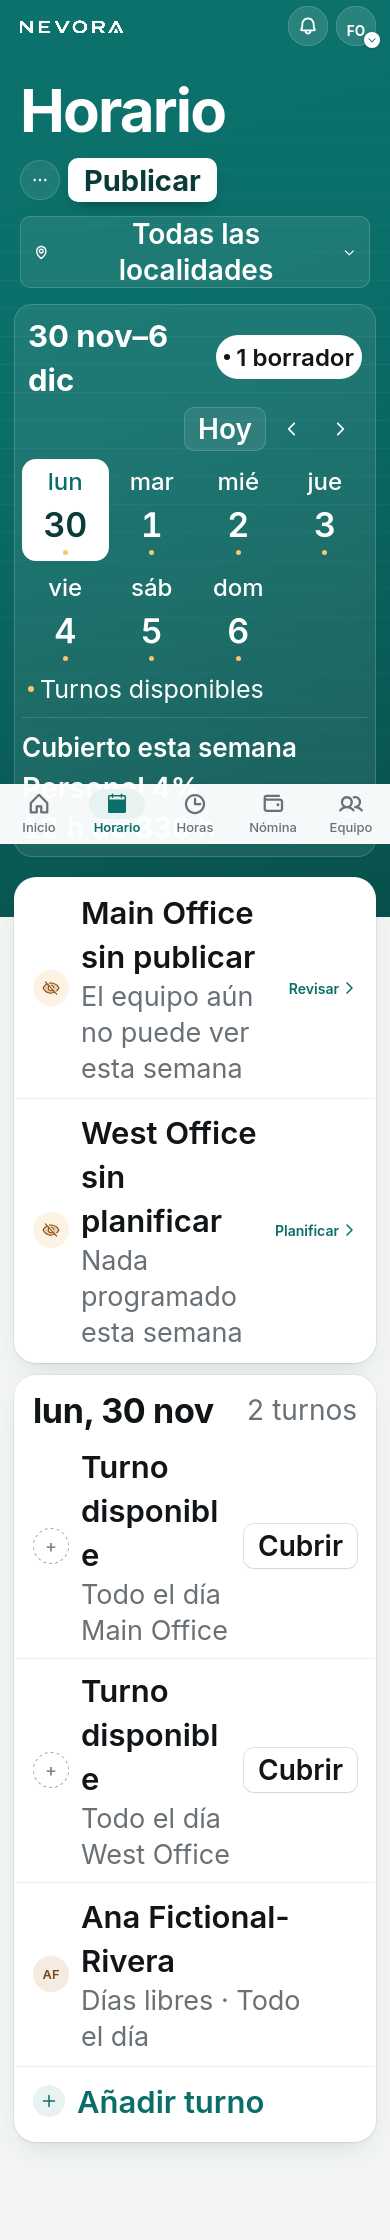 NEVORA
FO
Horario
Publicar
Todas las
localidades
30 nov–6
dic
• 1 borrador
Hoy
lun
mar
mié
jue
30
1
2
3
vie
sáb
dom
4
5
6
Turnos disponibles
Cubierto esta semana
Personal 4%
Inicio
Horario
Horas
Nómina
Equipo
Main Office
sin publicar
El equipo aún
no puede ver
esta semana
Revisar
West Office
sin
planificar
Nada
programado
esta semana
Planificar
lun, 30 nov
2 turnos
Turno
disponibl
e
Todo el día
Main Office
Cubrir
Turno
disponibl
e
Todo el día
West Office
Cubrir
AF
Ana Fictional-
Rivera
Días libres · Todo
el día
Añadir turno